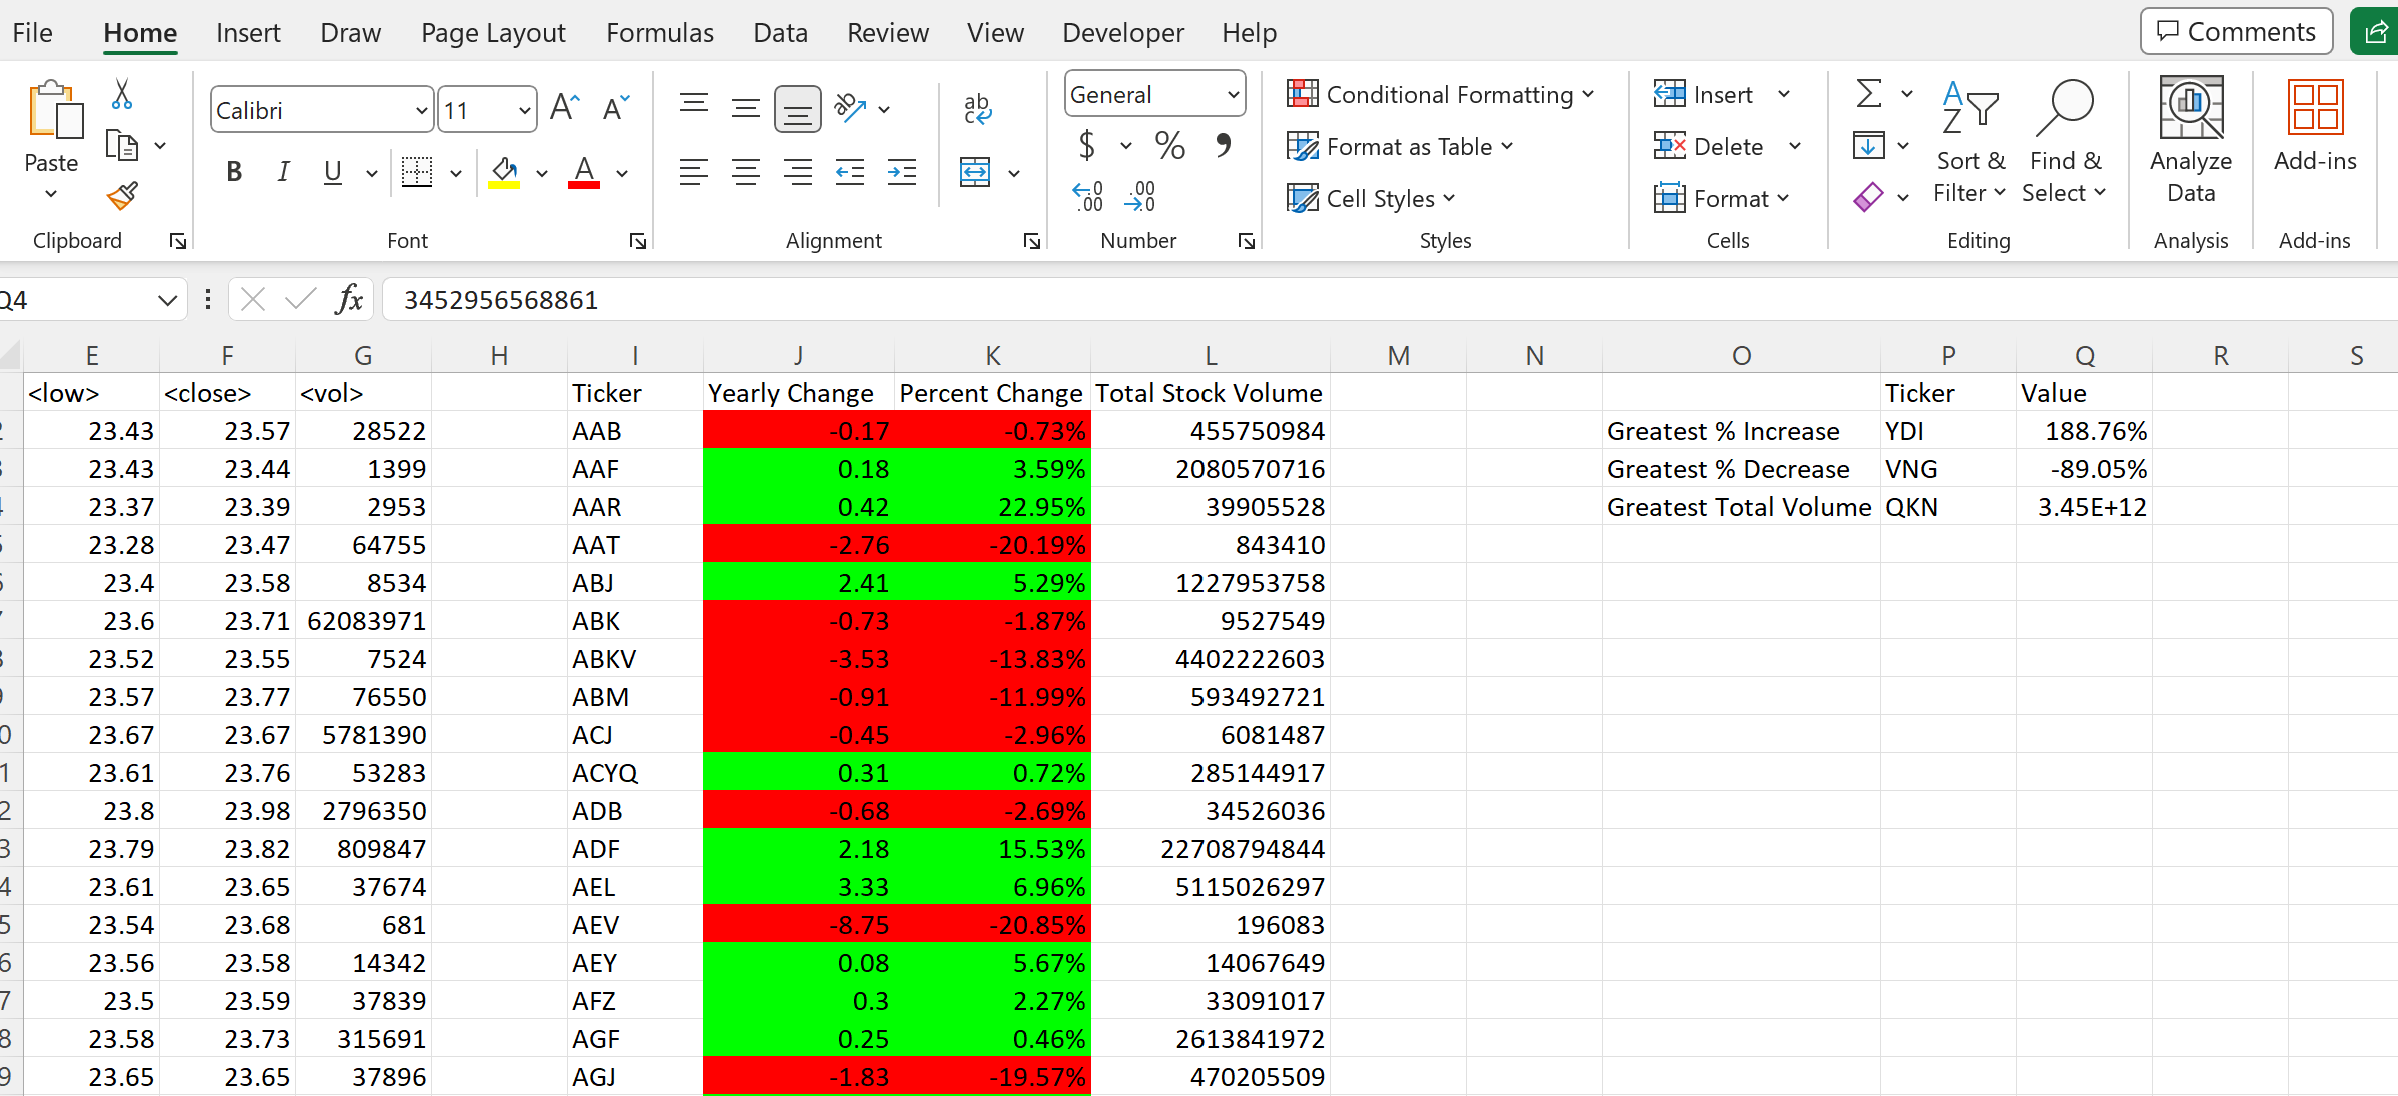 File Home Insert Draw Page Layout Formulas Data Review View Developer Help Comments
Calibri 11 General Conditional Formatting Insert
Paste Format as Table Delete Sort & Filter Find & Select Analyze Data Add-ins
B I U A $ % Cell Styles Format
Clipboard Font Alignment Number Styles Cells Editing Analysis Add-ins
Q4 fx 3452956568861
E F G H I J K L M N O P Q R S
<low> <close> <vol> Ticker Yearly Change Percent Change Total Stock Volume Ticker Value
23.43 23.57 28522 AAB -0.17 -0.73% 455750984 Greatest % Increase YDI 188.76%
23.43 23.44 1399 AAF 0.18 3.59% 2080570716 Greatest % Decrease VNG -89.05%
23.37 23.39 2953 AAR 0.42 22.95% 39905528 Greatest Total Volume QKN 3.45E+12
23.28 23.47 64755 AAT -2.76 -20.19% 843410
23.4 23.58 8534 ABJ 2.41 5.29% 1227953758
23.6 23.71 62083971 ABK -0.73 -1.87% 9527549
23.52 23.55 7524 ABKV -3.53 -13.83% 4402222603
23.57 23.77 76550 ABM -0.91 -11.99% 593492721
23.67 23.67 5781390 ACJ -0.45 -2.96% 6081487
23.61 23.76 53283 ACYQ 0.31 0.72% 285144917
23.8 23.98 2796350 ADB -0.68 -2.69% 34526036
23.79 23.82 809847 ADF 2.18 15.53% 22708794844
23.61 23.65 37674 AEL 3.33 6.96% 5115026297
23.54 23.68 681 AEV -8.75 -20.85% 196083
23.56 23.58 14342 AEY 0.08 5.67% 14067649
23.5 23.59 37839 AFZ 0.3 2.27% 33091017
23.58 23.73 315691 AGF 0.25 0.46% 2613841972
23.65 23.65 37896 AGJ -1.83 -19.57% 470205509